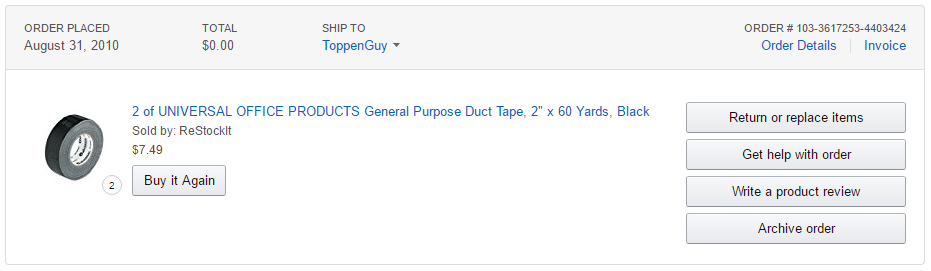 ORDER PLACED
August 31, 2010
TOTAL
$0.00
SHIP TO
ToppenGuy
ORDER # 103-3617253-4403424
Order Details
Invoice
2 of UNIVERSAL OFFICE PRODUCTS General Purpose Duct Tape, 2" x 60 Yards, Black
Sold by: ReStockIt
$7.49
2
Buy it Again
Return or replace items
Get help with order
Write a product review
Archive order